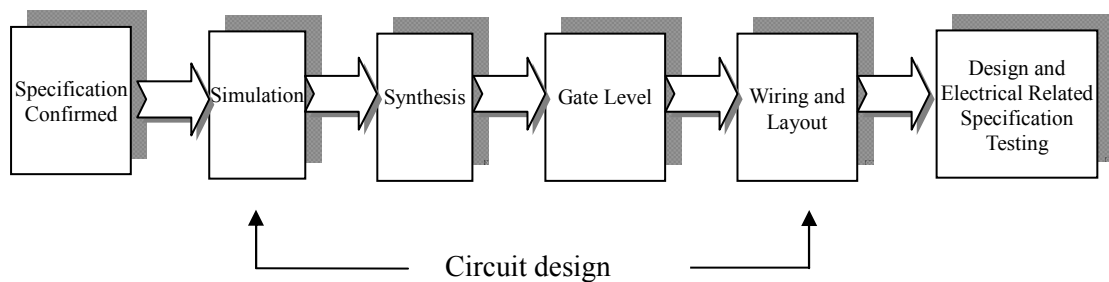 Specification
Confirmed
Simulation
Synthesis
Gate Level
Wiring and
Layout
Design and
Electrical Related
Specification
Testing
Circuit design